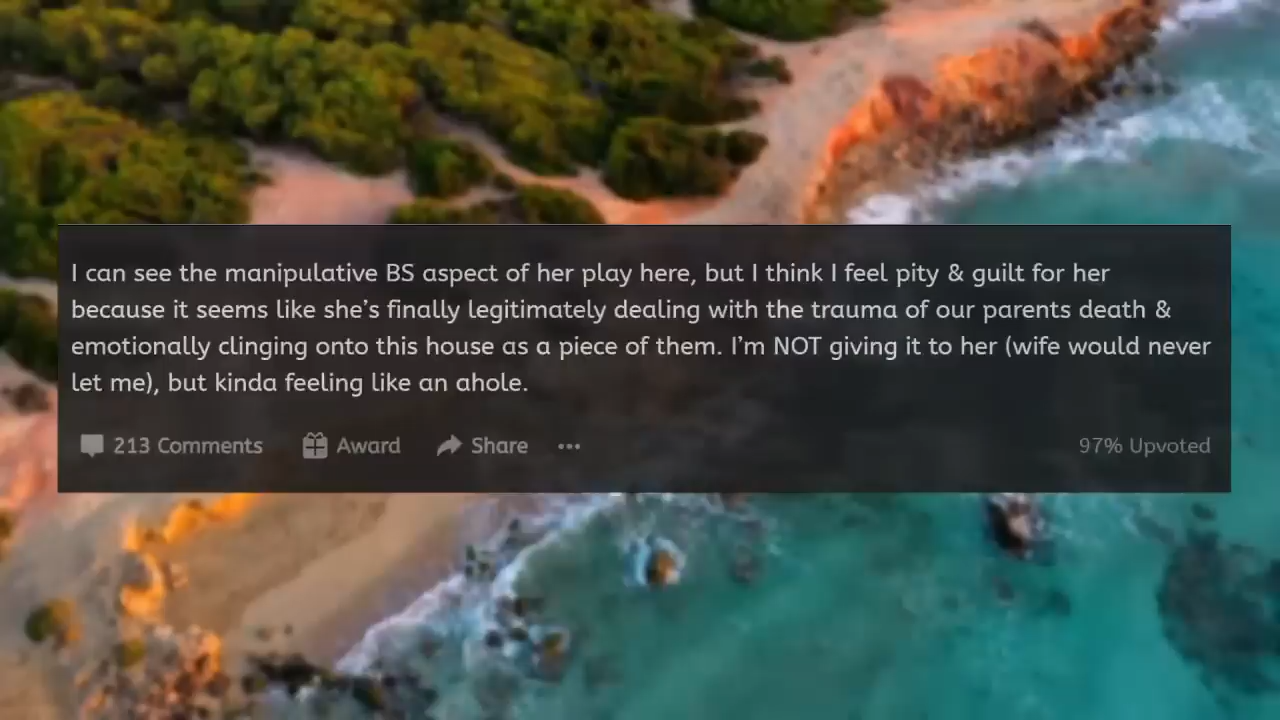 I can see the manipulative BS aspect of her play here, but I think I feel pity & guilt for her
because it seems like she’s finally legitimately dealing with the trauma of our parents death &
emotionally clinging onto this house as a piece of them. I’m NOT giving it to her (wife would never
let me), but kinda feeling like an ahole.
213 Comments Award Share ••• 97% Upvoted